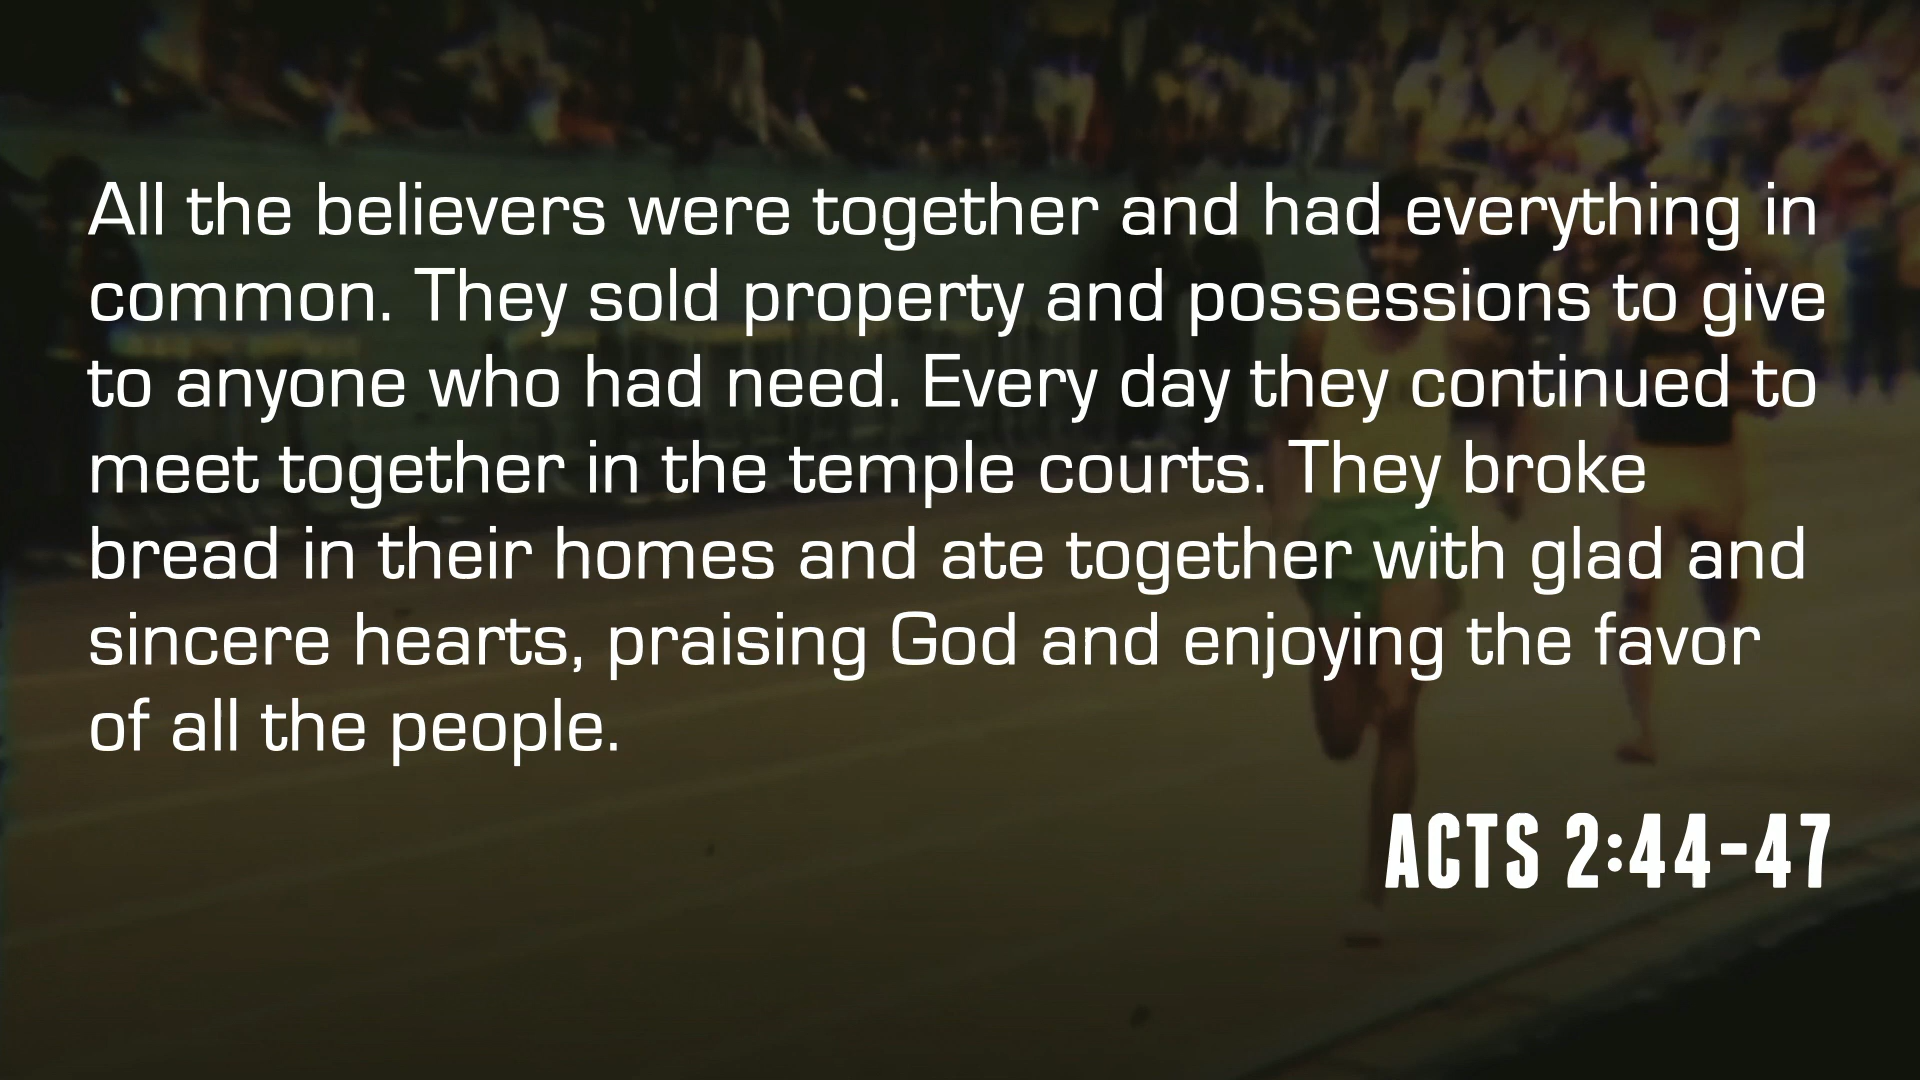 All the believers were together and had everything in
common. They sold property and possessions to give
to anyone who had need. Every day they continued to
meet together in the temple courts. They broke
bread in their homes and ate together with glad and
sincere hearts, praising God and enjoying the favor
of all the people.
ACTS 2:44-47